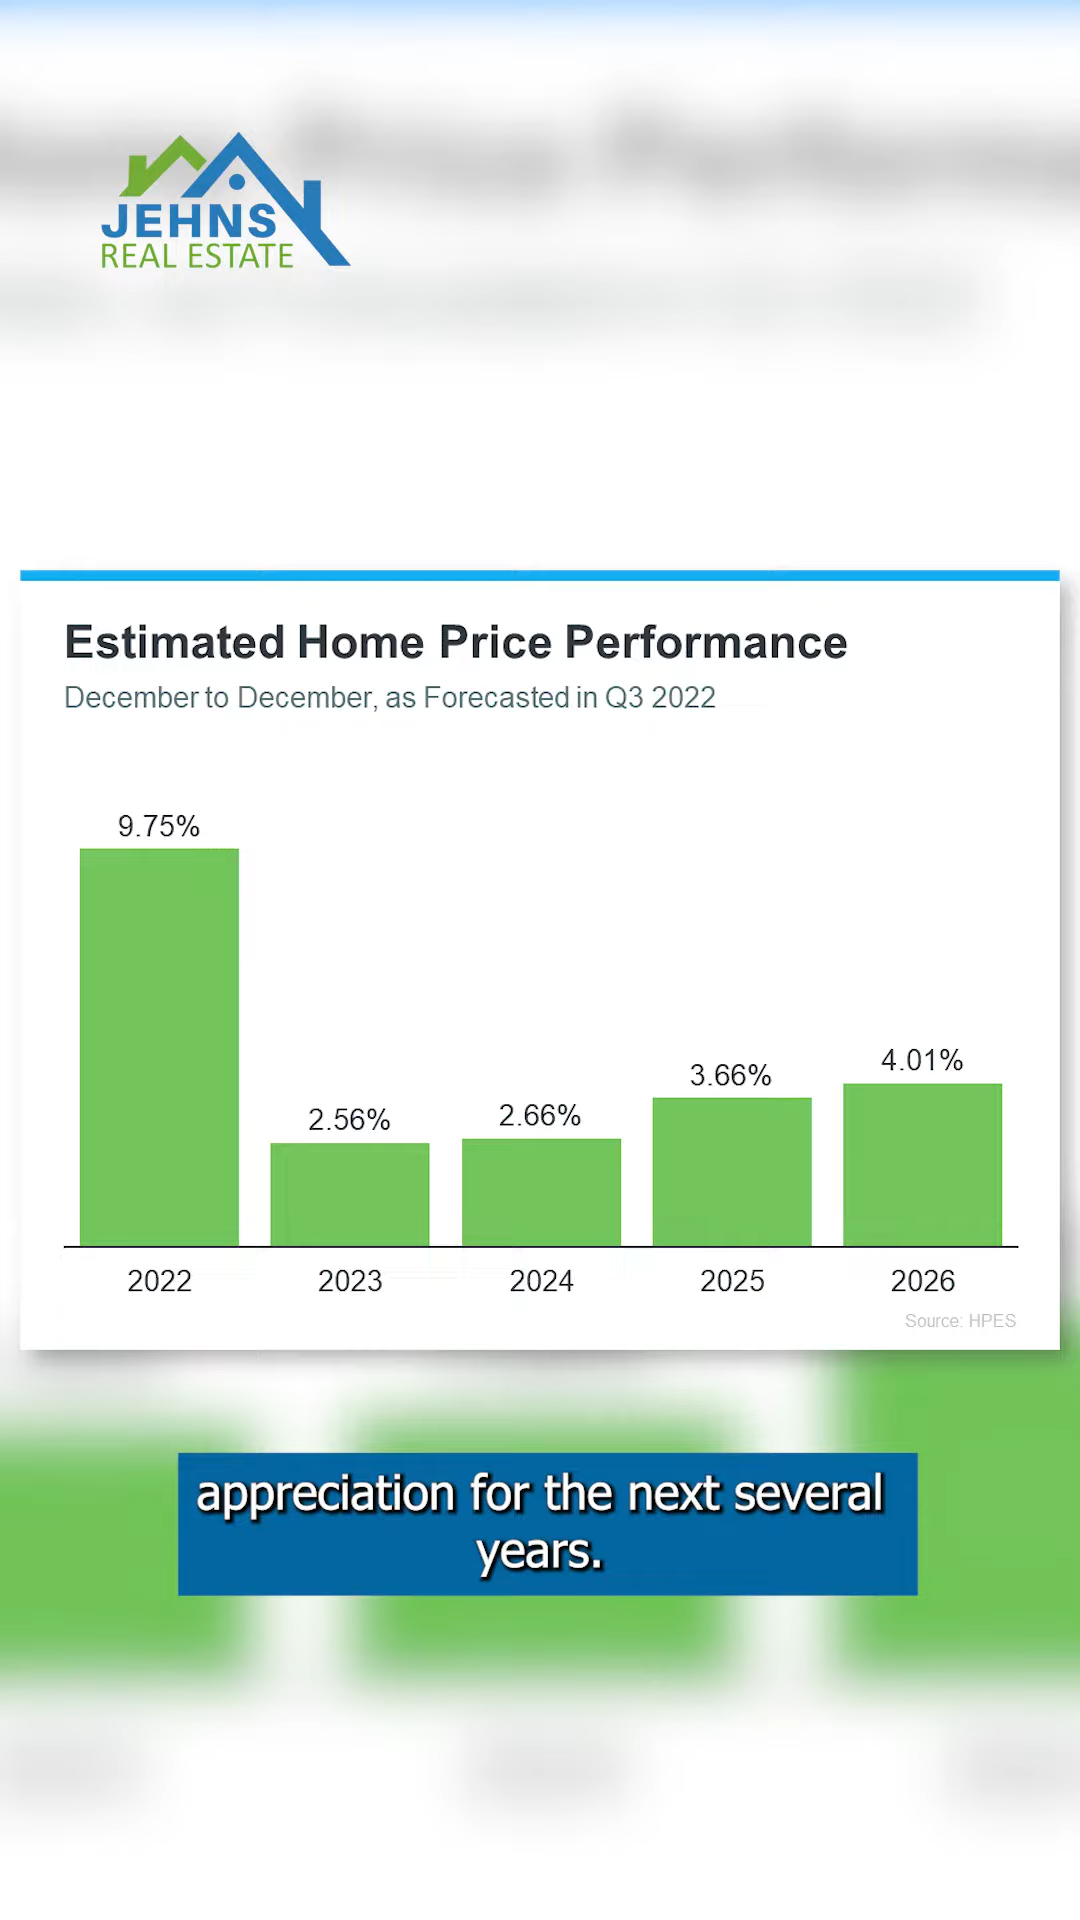 JEHNS
REAL ESTATE
Estimated Home Price Performance
December to December, as Forecasted in Q3 2022
9.75%
2.56%
2.66%
3.66%
4.01%
2022
2023
2024
2025
2026
Source: HPES
appreciation for the next several
years.